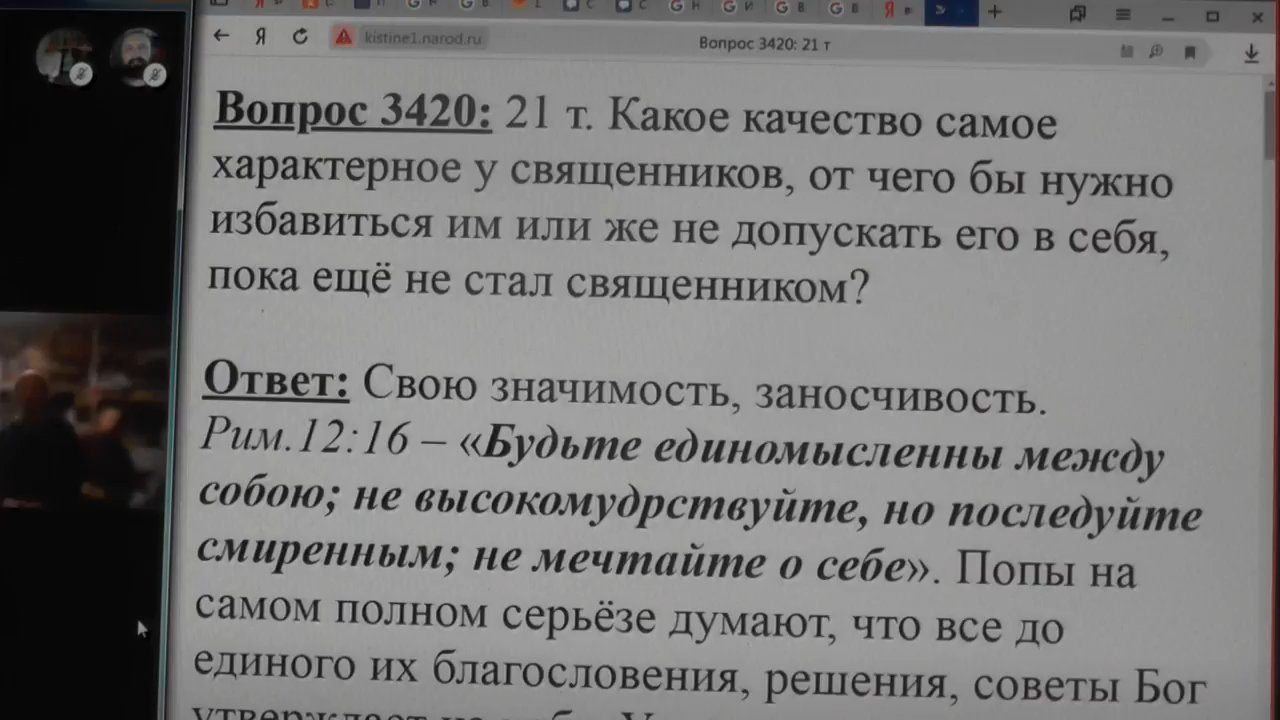 kistine1.narod.ru
Вопрос 3420: 21 т
Вопрос 3420: 21 т. Какое качество самое
характерное у священников, от чего бы нужно
избавиться им или же не допускать его в себя,
пока ещё не стал священником?
Ответ: Свою значимость, заносчивость.
Рим.12:16 – «Будьте единомысленны между
собою; не высокомудрствуйте, но последуйте
смиренным; не мечтайте о себе». Попы на
самом полном серьёзе думают, что все до
единого их благословения, решения, советы Бог